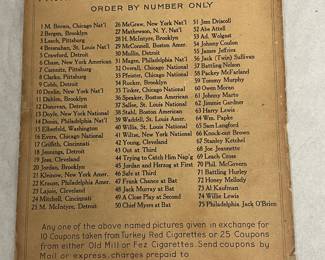 ORDER BY NUMBER ONLY
1 M. Brown, Chicago Nat'l
2 Bergen, Brooklyn
3 Leach, Pittsburg
4 Bresnahan, St. Louis Nat'l
5 Crawford, Detroit
6 Chase, New York American
7 Camnitz, Pittsburg
8 Clarke, Pittsburg
9 Cobb, Detroit
10 Devlin, New York Nat'l
11 Dahlen, Brooklyn
12 Donovan, Detroit
13 Doyle, New York National
14 Dooin, Philadelphia Nat'l
15 Elberfeld, Washington
16 Evers, Chicago National
17 Griffith, Cincinnati
18 Jennings, Detroit
19 Joss, Cleveland
20 Jordan, Brooklyn
21 Kleinow, New York Amer.
22 Krause, Philadelphia Amer.
23 Lajoie, Cleveland
24 Mitchell, Cincinnati
25 M. McIntyre, Detroit
26 McGraw, New York Nat'l
27 Mathewson, N. Y. Nat'l
28 H. McIntyre, Brooklyn
29 McConnell, Boston Amer.
30 Mullin, Detroit
31 Magee, Philadelphia Nat'l
32 Overall, Chicago National
33 Pfeister, Chicago National
34 Rucker, Brooklyn
35 Tinker, Chicago National
36 Speaker, Boston American
37 Sallee, St. Louis National
38 Stahl, Boston American
39 Waddell, St. Louis Amer.
40 Willis, St. Louis National
41 Wiltse, New York National
42 Young, Cleveland
43 Out at Third
44 Trying to Catch Him Nap'g
45 Jordan and Herzog at First
46 Safe at Third
47 Frank Chance at Bat
48 Jack Murray at Bat
49 A Close Play at Second
50 Chief Myers at Bat
51 Jim Driscoll
52 Abe Attell
53 Ad. Wolgast
54 Johnny Coulon
55 James Jeffries
56 Jack (Twin) Sullivan
57 Battling Nelson
58 Packey McFarland
59 Tommy Murphy
60 Owen Moran
61 Johnny Marto
62 Jimmie Gardner
63 Harry Lewis
64 Wm. Papke
65 Sam Langford
66 Knock-out Brown
67 Stanley Ketchel
68 Joe Jeannette
69 Leach Cross
70 Phil. McGovern
71 Battling Hurley
72 Honey Mellody
73 Al Kaufman
74 Willie Lewis
75 Philadelphia Jack O'Brien
Any one of the above named pictures given in exchange for
10 Coupons taken from Turkey Red Cigarettes or 25 Coupons
from either Old Mill or Fez Cigarettes. Send coupons by
Mail or express, charges prepaid to